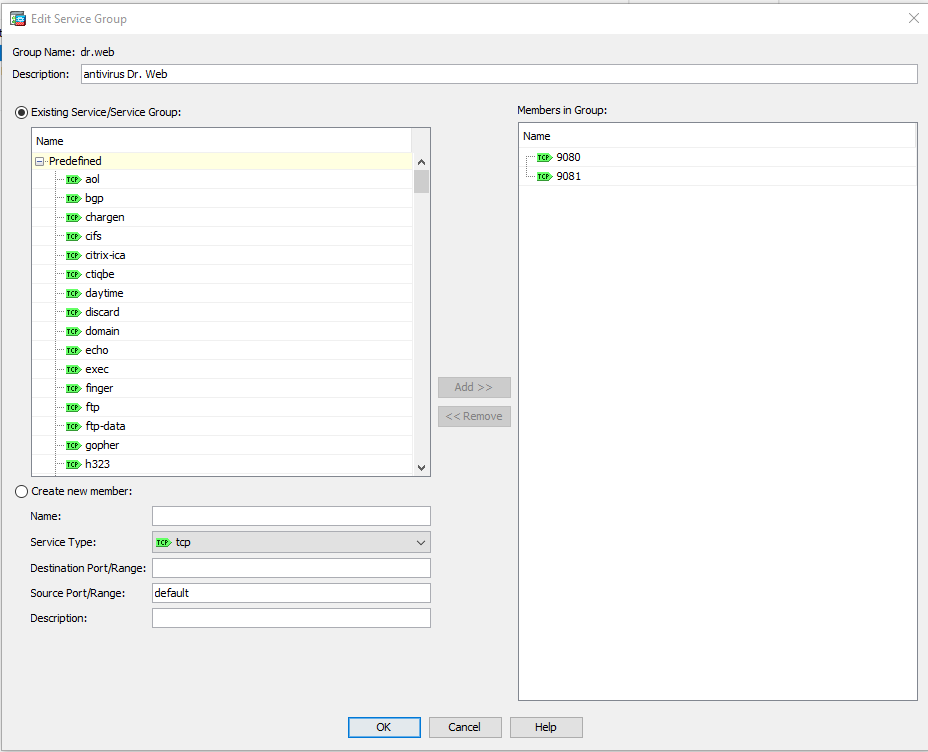 Edit Service Group
Group Name: dr.web
Description: antivirus Dr. Web
Existing Service/Service Group:
Name
Predefined
TCP aol
TCP bgp
TCP chargen
TCP cifs
TCP citrix-ica
TCP ctiqbe
TCP daytime
TCP discard
TCP domain
TCP echo
TCP exec
TCP finger
TCP ftp
TCP ftp-data
TCP gopher
TCP h323
Add >>
<< Remove
Members in Group:
Name
TCP 9080
TCP 9081
Create new member:
Name:
Service Type: TCP tcp
Destination Port/Range:
Source Port/Range: default
Description:
OK Cancel Help